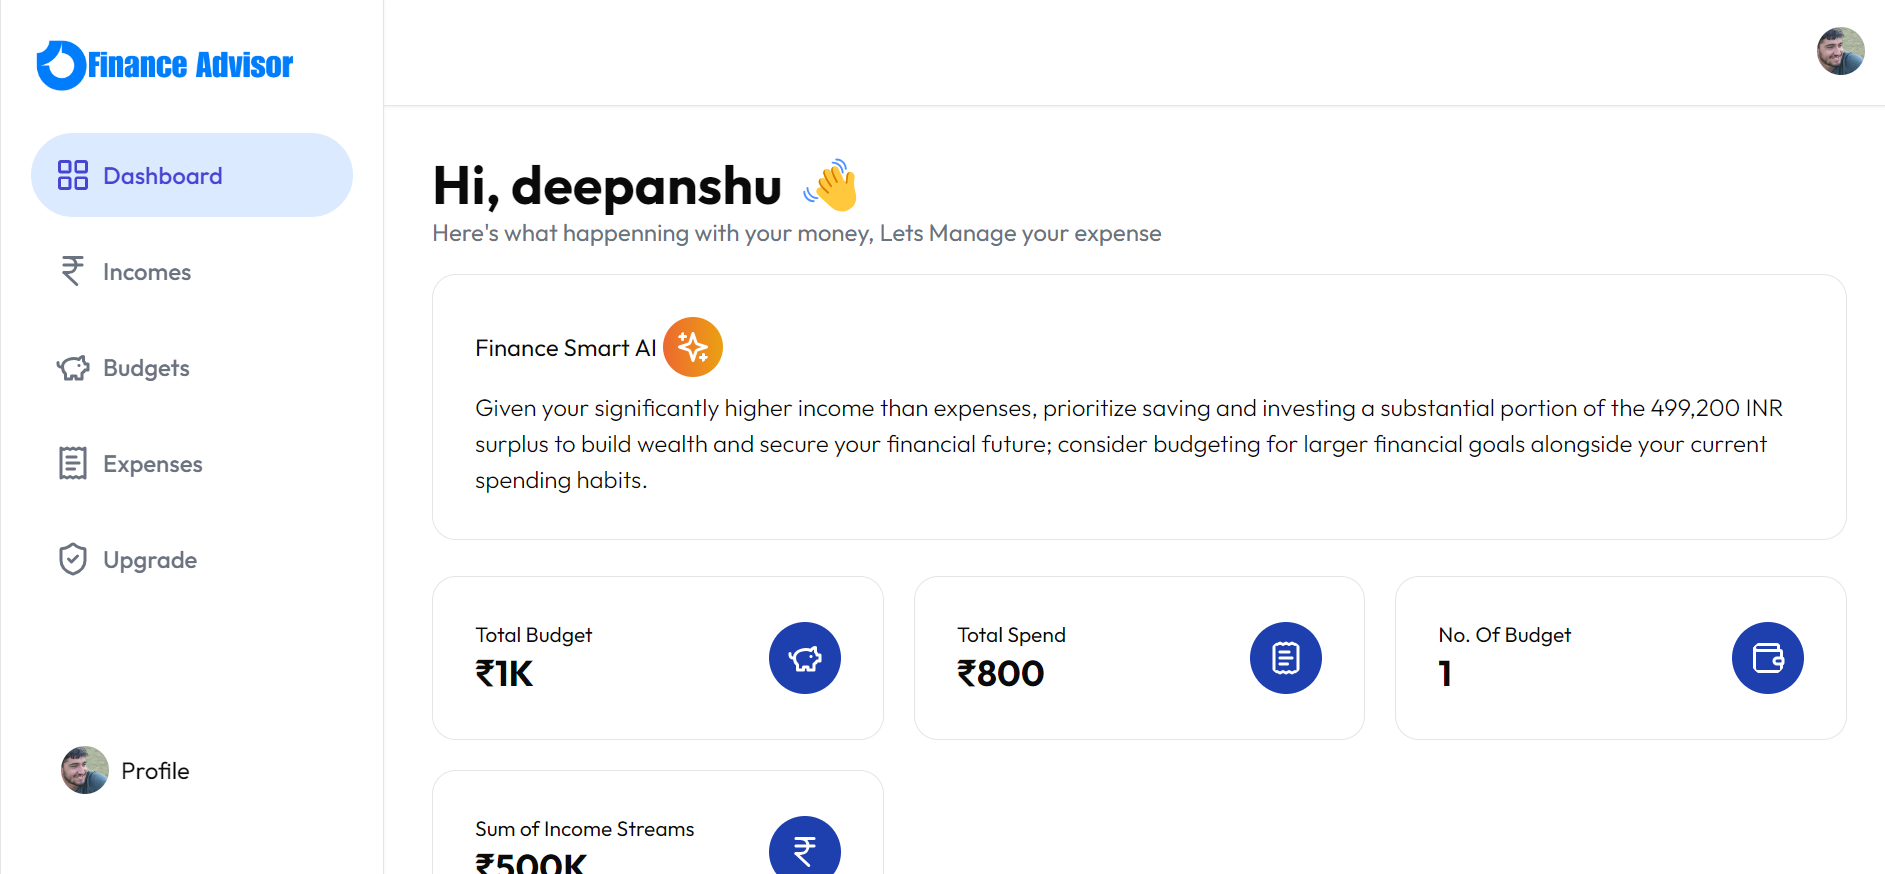 Finance Advisor
Dashboard
Incomes
Budgets
Expenses
Upgrade
Profile
Hi, deepanshu 👋
Here's what happenning with your money, Lets Manage your expense
Finance Smart AI
Given your significantly higher income than expenses, prioritize saving and investing a substantial portion of the 499,200 INR
surplus to build wealth and secure your financial future; consider budgeting for larger financial goals alongside your current
spending habits.
Total Budget
₹1K
Total Spend
₹800
No. Of Budget
1
Sum of Income Streams
₹500K